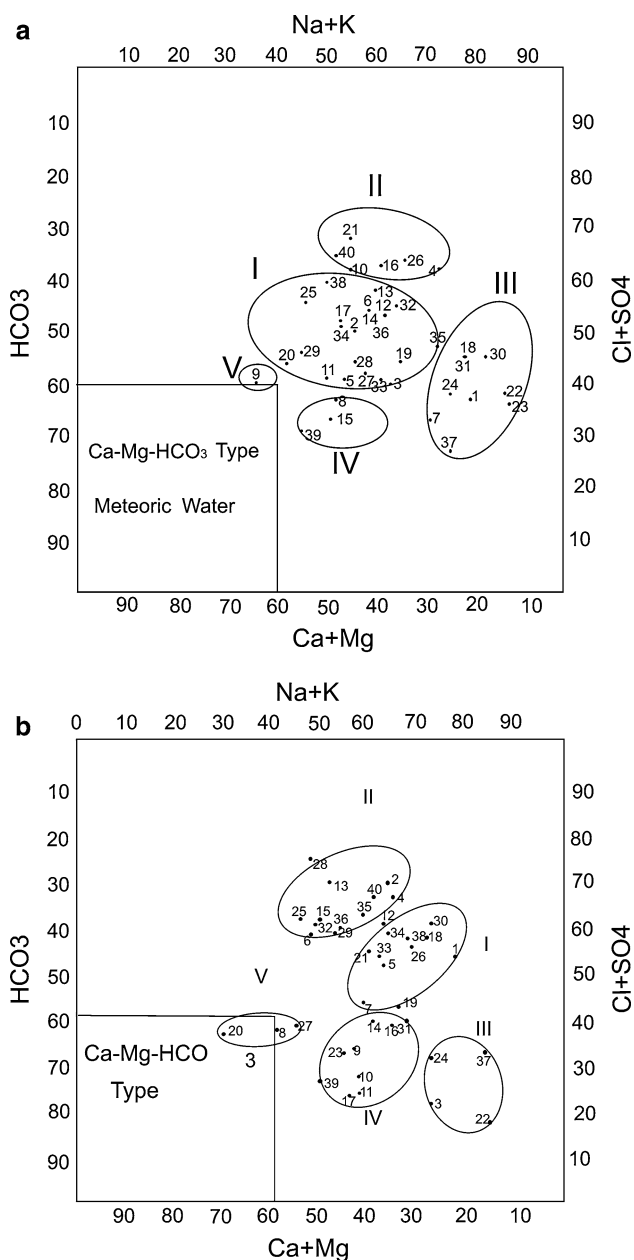 a
Na+K
10 20 30 40 50 60 70 80 90
HCO3
10 20 30 40 50 60 70 80 90
Cl+SO4
90 80 70 60 50 40 30 20 10
II
21
40
10 16 26 4
I
III
38
25
13
6 12 32
17
2 14
34
36
35
20 29
28 19
11 5 27 33 3
18 30
31
24
1 22
23
7
37
V
9
8
15
39
IV
Ca-Mg-HCO₃ Type
Meteoric Water
90 80 70 60 50 40 30 20 10
Ca+Mg
b
Na+K
0 10 20 30 40 50 60 70 80 90
HCO3
10 20 30 40 50 60 70 80 90
Cl+SO4
90 80 70 60 50 40 30 20 10
II
28
13 2
40 4
25 15 35
32 36
6 29
12
30
34 38 18
I
21 33 26 1
5
7 19
V
20 8 27
3
14 16 31
23 9
39 10
17 11
IV
III
24 37
3
22
Ca-Mg-HCO
Type
90 80 70 60 50 40 30 20 10
Ca+Mg